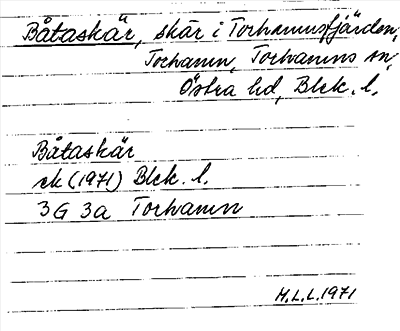 Båtaskär, skär i Torhamnsfjärden,
Torhamn, Torhamns sn,
Östra hd, Blek. l.
Båtaskär
ek (1971) Blek. l.
3G 3a Torhamn
H.L.L. 1971